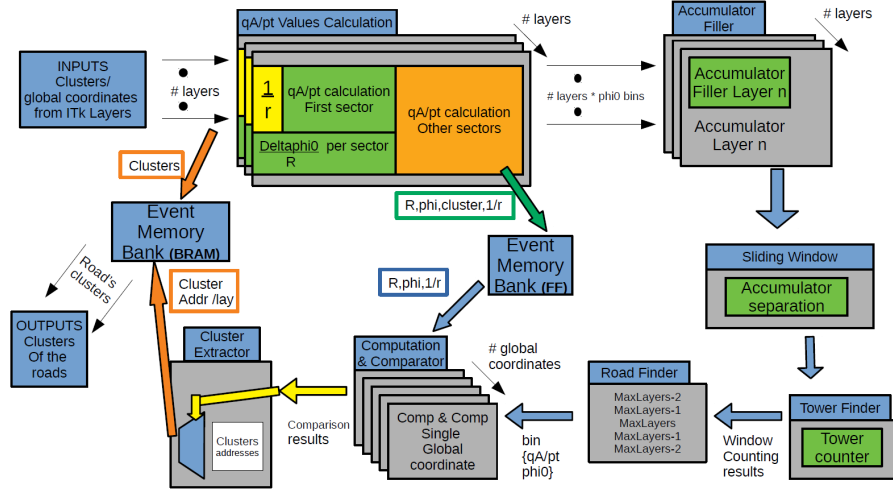 qA/pt Values Calculation
# layers
Accumulator
Filler
# layers
INPUTS
Clusters/
global coordinates
from ITk Layers
# layers
1
r
qA/pt calculation
First sector
qA/pt calculation
Other sectors
Deltaphi0 per sector
R
# layers * phi0 bins
Accumulator
Filler Layer n
Accumulator
Layer n
Clusters
R,phi,cluster,1/r
Event
Memory
Bank (BRAM)
Event
Memory
Bank (FF)
Sliding Window
Accumulator
separation
Road's
clusters
Cluster
Addr /lay
R,phi,1/r
OUTPUTS
Clusters
Of the
roads
Cluster
Extractor
Computation
& Comparator
# global
coordinates
Road Finder
MaxLayers-2
MaxLayers-1
MaxLayers
MaxLayers-1
MaxLayers-2
Tower Finder
Tower
counter
Clusters
addresses
Comparison
results
Comp & Comp
Single
Global
coordinate
bin
{qA/pt
phi0}
Window
Counting
results